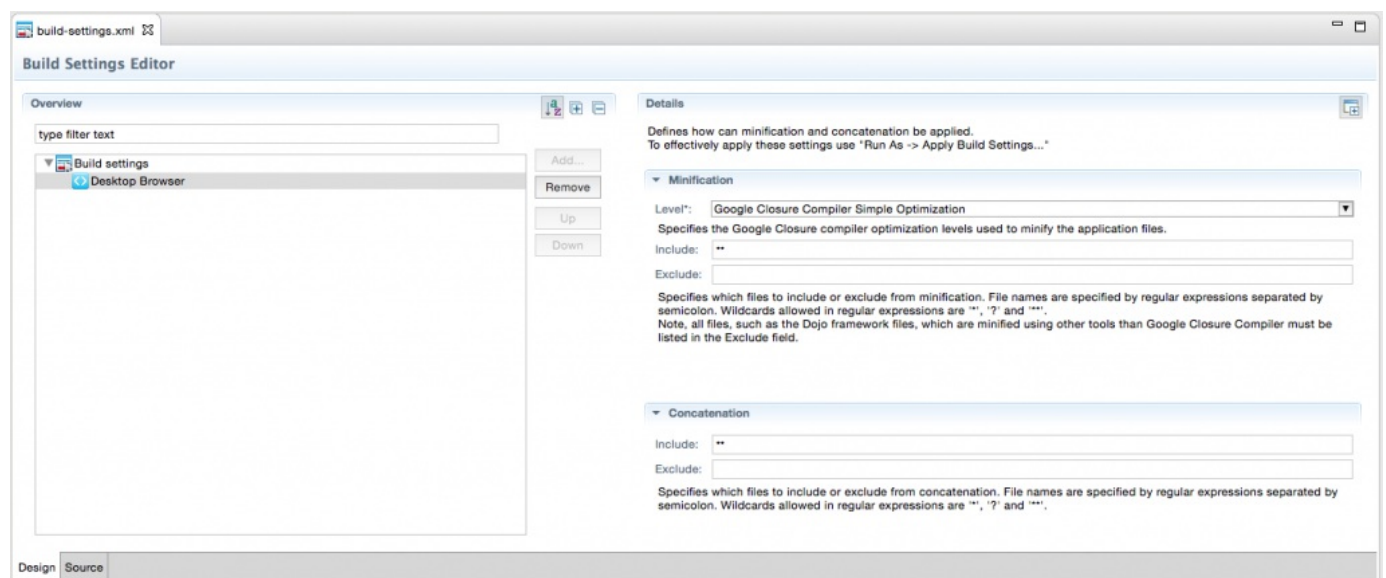 build-settings.xml
Build Settings Editor
Overview
type filter text
Build settings
Desktop Browser
Add...
Remove
Up
Down
Details
Defines how can minification and concatenation be applied.
To effectively apply these settings use "Run As -> Apply Build Settings..."
Minification
Level*: Google Closure Compiler Simple Optimization
Specifies the Google Closure compiler optimization levels used to minify the application files.
Include: **
Exclude:
Specifies which files to include or exclude from minification. File names are specified by regular expressions separated by
semicolon. Wildcards allowed in regular expressions are '*', '?' and '**'.
Note, all files, such as the Dojo framework files, which are minified using other tools than Google Closure Compiler must be
listed in the Exclude field.
Concatenation
Include: **
Exclude:
Specifies which files to include or exclude from concatenation. File names are specified by regular expressions separated by
semicolon. Wildcards allowed in regular expressions are '*', '?' and '**'.
Design Source